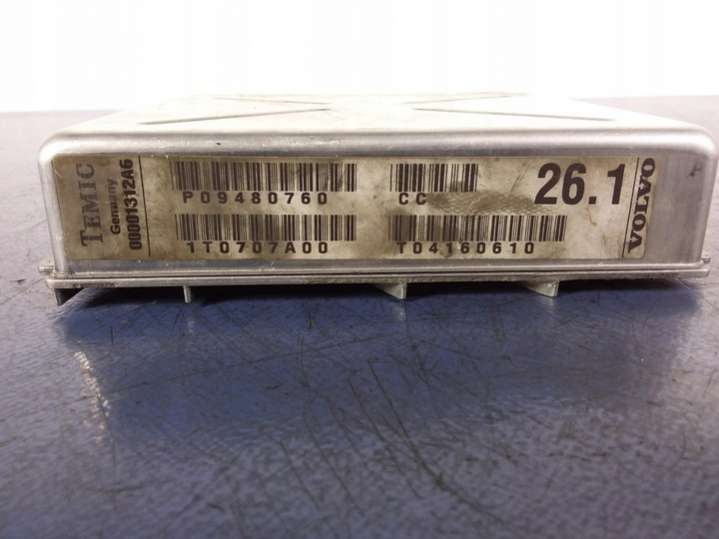 TEMIC
Germany
00001312A6
P09480760
1T0707A00
CC
T04160610
26.1
VOLVO